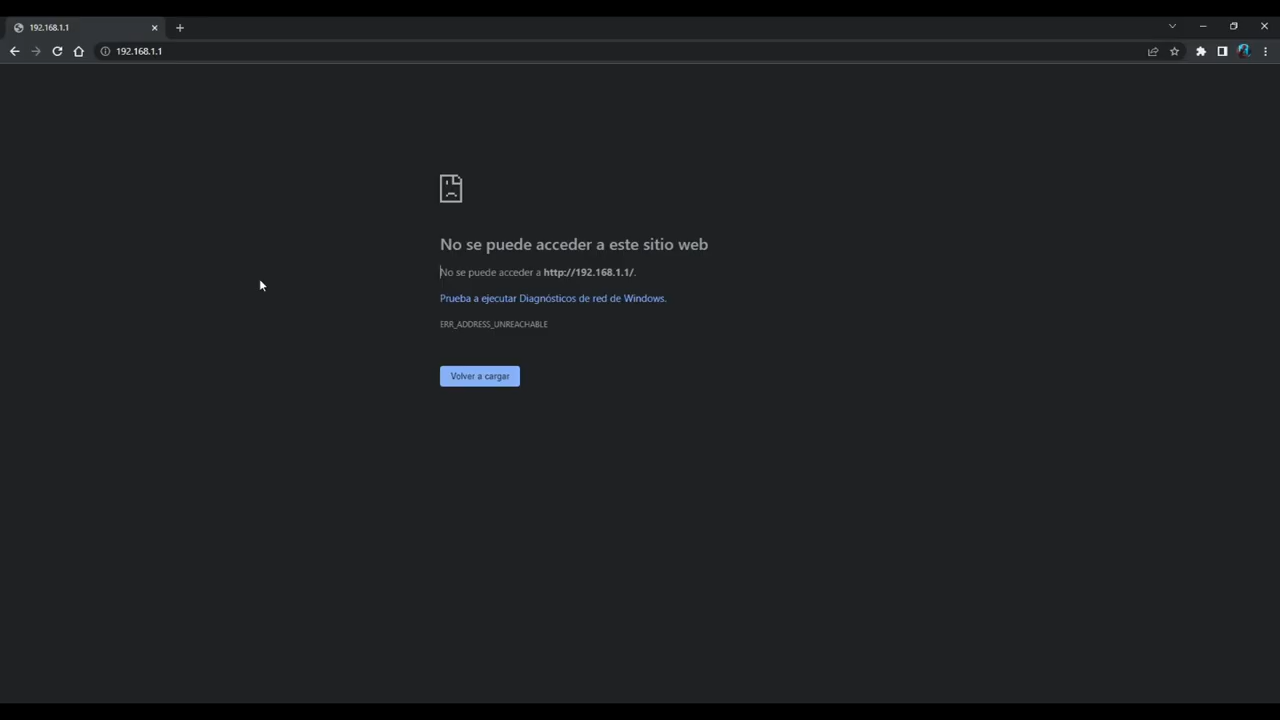 192.168.1.1
192.168.1.1
No se puede acceder a este sitio web
No se puede acceder a http://192.168.1.1/.
Prueba a ejecutar Diagnósticos de red de Windows.
ERR_ADDRESS_UNREACHABLE
Volver a cargar